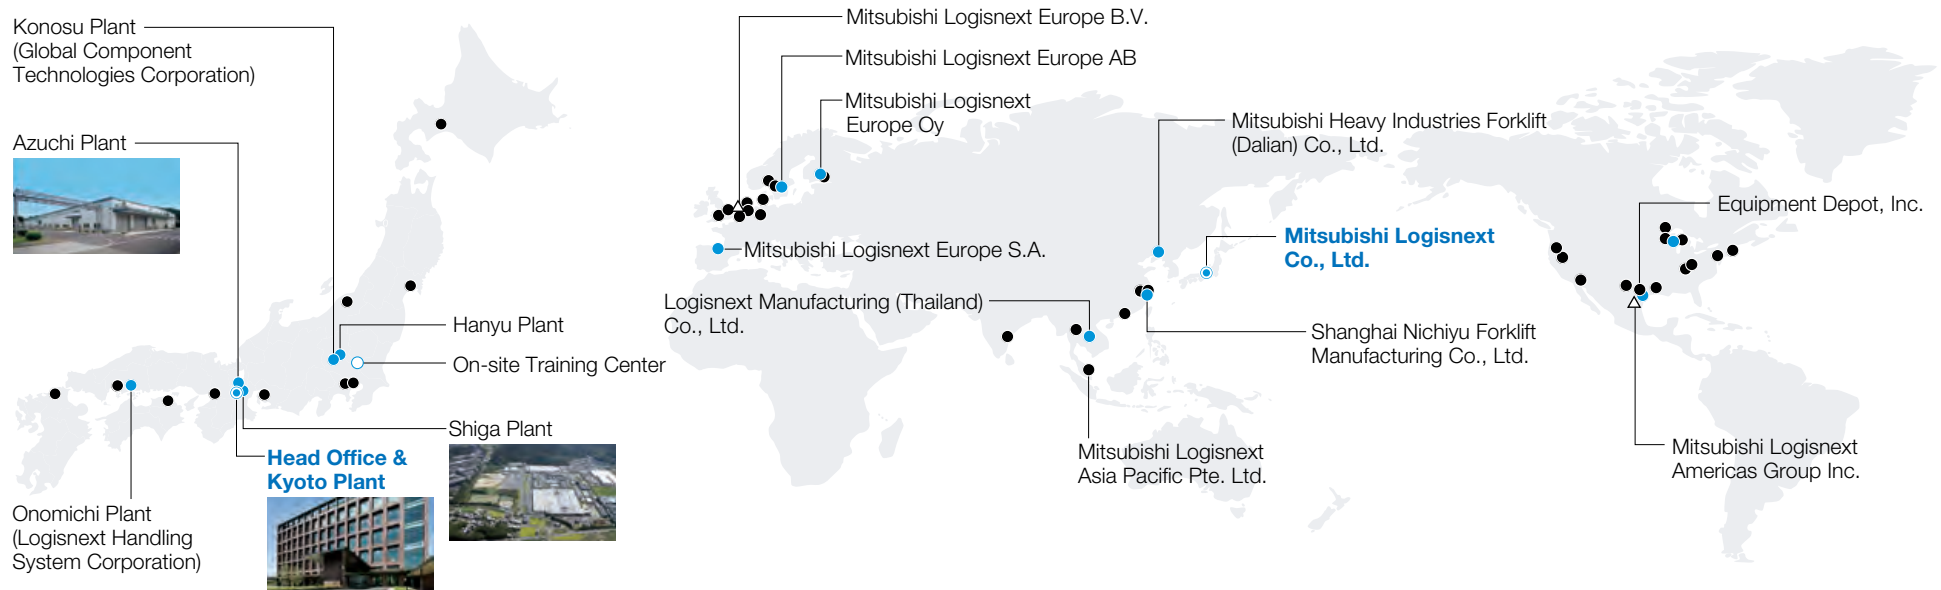 Konosu Plant
(Global Component
Technologies Corporation)
Azuchi Plant
Hanyu Plant
On-site Training Center
Shiga Plant
Head Office &
Kyoto Plant
Onomichi Plant
(Logisnext Handling
System Corporation)
Mitsubishi Logisnext Europe B.V.
Mitsubishi Logisnext Europe AB
Mitsubishi Logisnext
Europe Oy
Mitsubishi Logisnext Europe S.A.
Mitsubishi Heavy Industries Forklift
(Dalian) Co., Ltd.
Mitsubishi Logisnext
Co., Ltd.
Logisnext Manufacturing (Thailand)
Co., Ltd.
Shanghai Nichiyu Forklift
Manufacturing Co., Ltd.
Mitsubishi Logisnext
Asia Pacific Pte. Ltd.
Equipment Depot, Inc.
Mitsubishi Logisnext
Americas Group Inc.